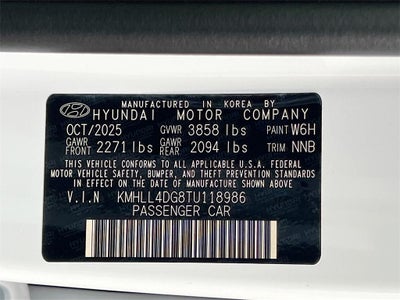 MANUFACTURED IN KOREA BY
HYUNDAI MOTOR COMPANY
OCT/2025 GVWR 3858 lbs PAINT W6H
GAWR FRONT 2271 lbs GAWR REAR 2094 lbs TRIM NNB
THIS VEHICLE CONFORMS TO ALL APPLICABLE U.S.A. FEDERAL
MOTOR VEHICLE SAFETY, BUMPER, AND THEFT PREVENTION STANDARDS
IN EFFECT ON THE DATE OF MANUFACTURE SHOWN ABOVE.
V.I.N KMHLL4DG8TU118986
PASSENGER CAR